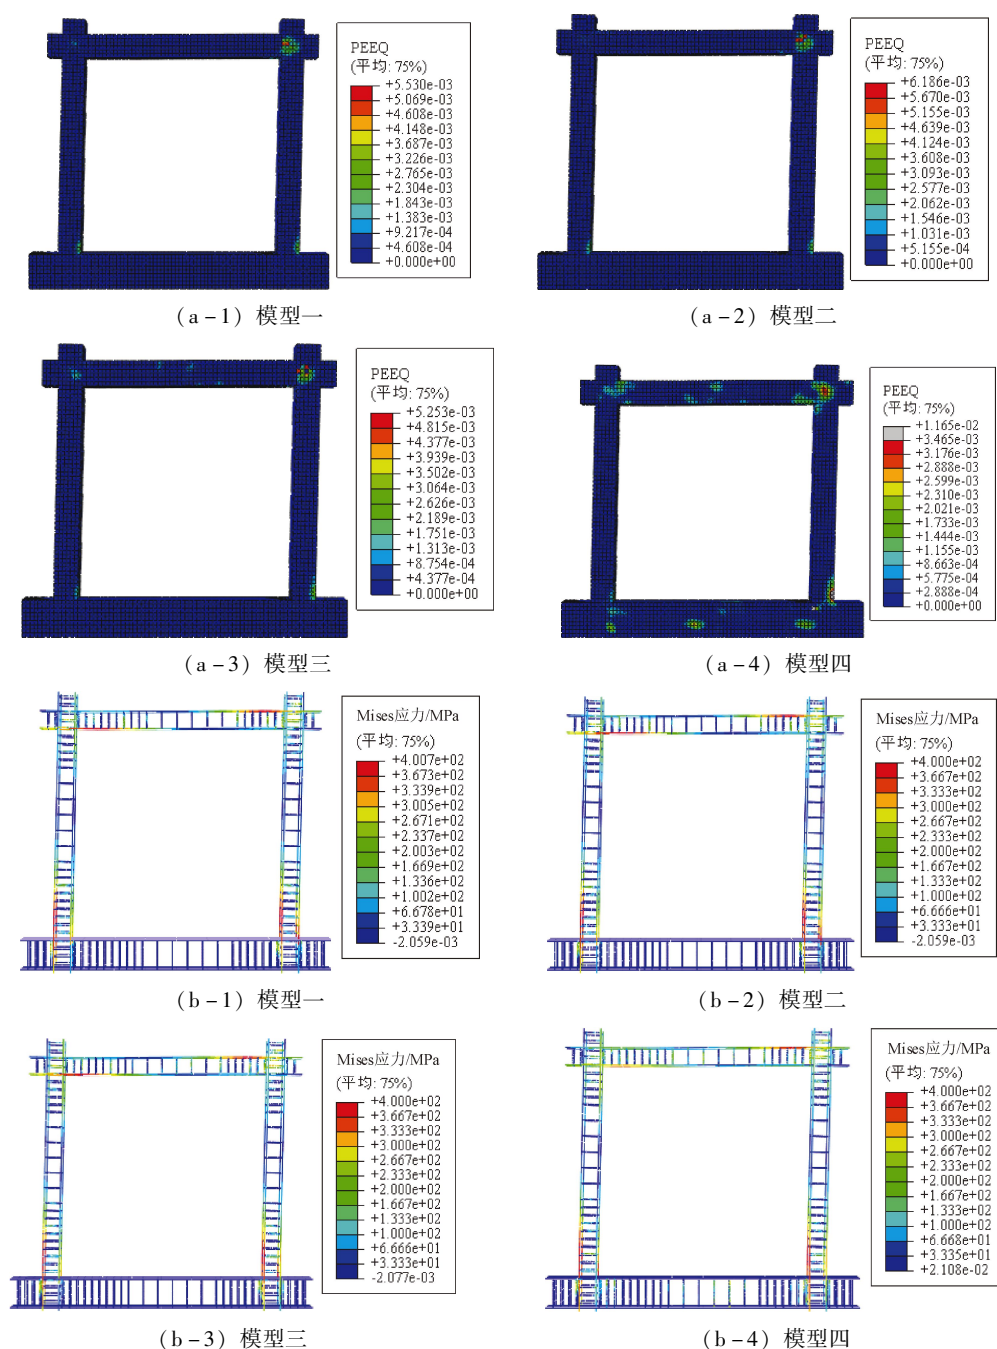 PEEQ
(平均: 75%)
+5.530e-03
+5.069e-03
+4.608e-03
+4.148e-03
+3.687e-03
+3.226e-03
+2.765e-03
+2.304e-03
+1.843e-03
+1.383e-03
+9.217e-04
+4.608e-04
+0.000e+00
(a-1) 模型一
PEEQ
(平均: 75%)
+6.186e-03
+5.670e-03
+5.155e-03
+4.639e-03
+4.124e-03
+3.608e-03
+3.093e-03
+2.577e-03
+2.062e-03
+1.546e-03
+1.031e-03
+5.155e-04
+0.000e+00
(a-2) 模型二
PEEQ
(平均: 75%)
+5.253e-03
+4.815e-03
+4.377e-03
+3.939e-03
+3.502e-03
+3.064e-03
+2.626e-03
+2.189e-03
+1.751e-03
+1.313e-03
+8.754e-04
+4.377e-04
+0.000e+00
(a-3) 模型三
PEEQ
(平均: 75%)
+1.165e-02
+3.465e-03
+3.176e-03
+2.888e-03
+2.599e-03
+2.310e-03
+2.021e-03
+1.733e-03
+1.444e-03
+1.155e-03
+8.663e-04
+5.775e-04
+2.888e-04
+0.000e+00
(a-4) 模型四
Mises应力/MPa
(平均: 75%)
+4.007e+02
+3.673e+02
+3.339e+02
+3.005e+02
+2.671e+02
+2.337e+02
+2.003e+02
+1.669e+02
+1.336e+02
+1.002e+02
+6.678e+01
+3.339e+01
-2.059e-03
(b-1) 模型一
Mises应力/MPa
(平均: 75%)
+4.000e+02
+3.667e+02
+3.333e+02
+3.000e+02
+2.667e+02
+2.333e+02
+2.000e+02
+1.667e+02
+1.333e+02
+1.000e+02
+6.666e+01
+3.333e+01
-2.059e-03
(b-2) 模型二
Mises应力/MPa
(平均: 75%)
+4.000e+02
+3.667e+02
+3.333e+02
+3.000e+02
+2.667e+02
+2.333e+02
+2.000e+02
+1.667e+02
+1.333e+02
+1.000e+02
+6.666e+01
+3.333e+01
-2.077e-03
(b-3) 模型三
Mises应力/MPa
(平均: 75%)
+4.000e+02
+3.667e+02
+3.333e+02
+3.000e+02
+2.667e+02
+2.333e+02
+2.000e+02
+1.667e+02
+1.333e+02
+1.000e+02
+6.668e+01
+3.335e+01
+2.108e-02
(b-4) 模型四